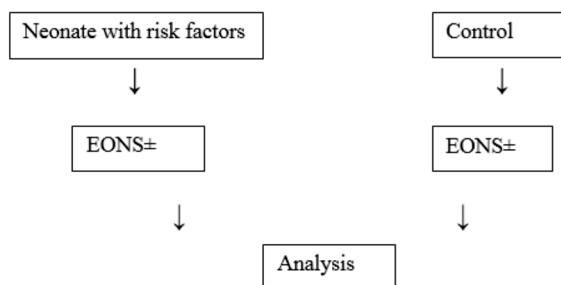 Neonate with risk factors
Control
↓
↓
EONS±
EONS±
↓
↓
Analysis